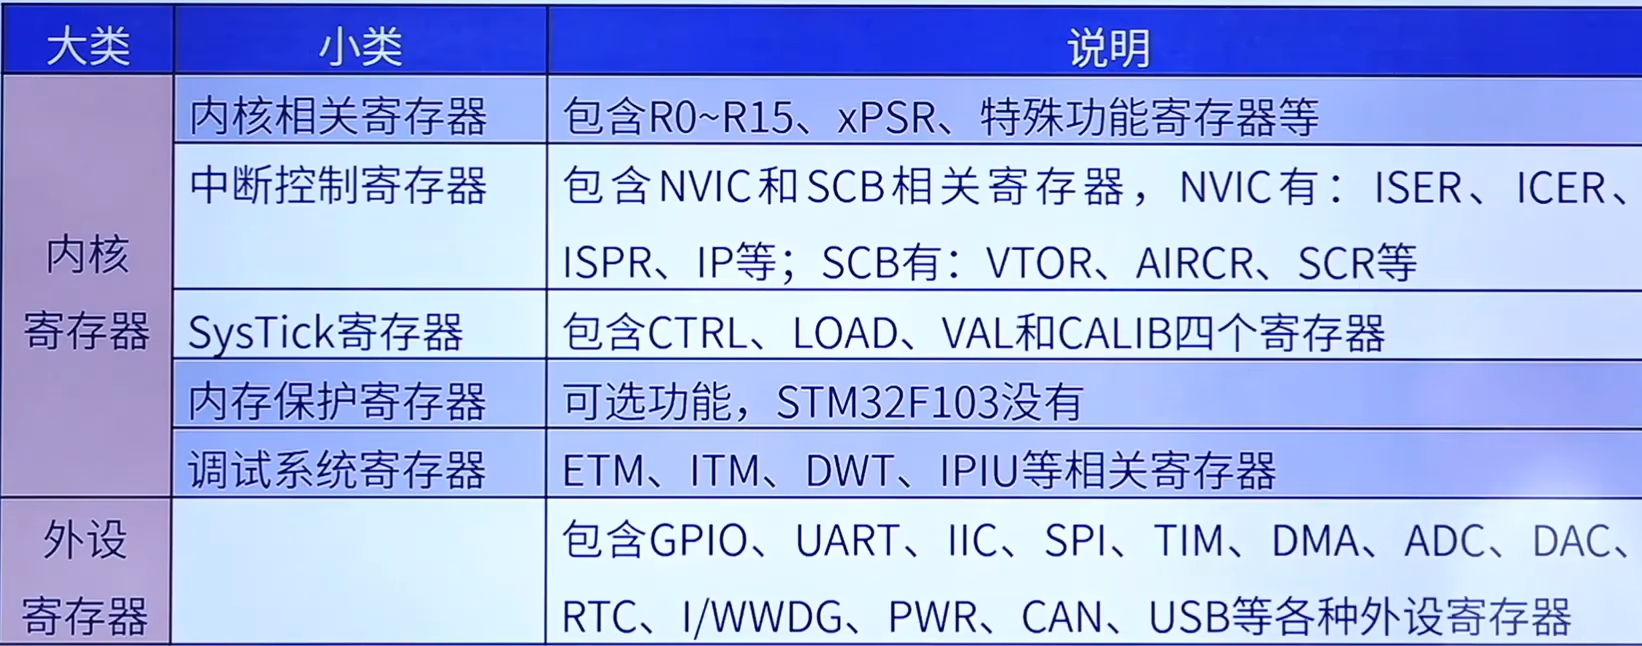 大类 小类 说明
内核相关寄存器 包含R0~R15、xPSR、特殊功能寄存器等
中断控制寄存器 包含NVIC和SCB相关寄存器，NVIC有：ISER、ICER、
ISPR、IP等；SCB有：VTOR、AIRCR、SCR等
内核
寄存器
SysTick寄存器 包含CTRL、LOAD、VAL和CALIB四个寄存器
内存保护寄存器 可选功能，STM32F103没有
调试系统寄存器 ETM、ITM、DWT、IPIU等相关寄存器
外设
寄存器
包含GPIO、UART、IIC、SPI、TIM、DMA、ADC、DAC、
RTC、I/WWDG、PWR、CAN、USB等各种外设寄存器